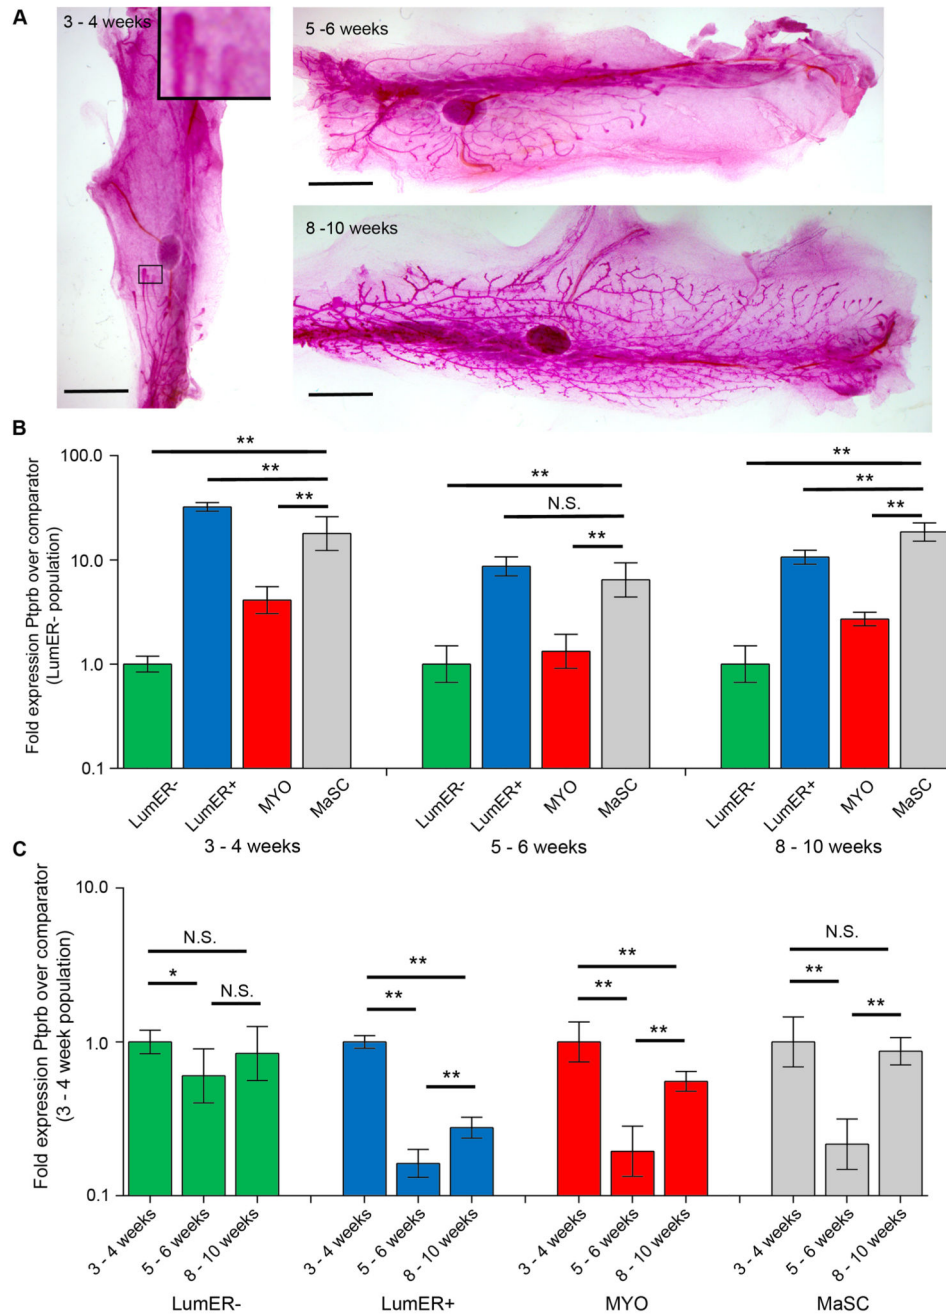 A
3 - 4 weeks
5 -6 weeks
8 -10 weeks
B
Fold expression Ptprb over comparator
(LumER- population)
100.0
10.0
1.0
0.1
**
**
**
**
N.S.
**
**
**
**
LumER-
LumER+
MYO
MaSC
LumER-
LumER+
MYO
MaSC
LumER-
LumER+
MYO
MaSC
3 - 4 weeks
5 - 6 weeks
8 - 10 weeks
C
Fold expression Ptprb over comparator
(3 - 4 week population)
10.0
1.0
0.1
N.S.
*
N.S.
**
**
**
**
**
**
N.S.
**
**
3 - 4 weeks
5 - 6 weeks
8 - 10 weeks
3 - 4 weeks
5 - 6 weeks
8 - 10 weeks
3 - 4 weeks
5 - 6 weeks
8 - 10 weeks
3 - 4 weeks
5 - 6 weeks
8 - 10 weeks
LumER-
LumER+
MYO
MaSC